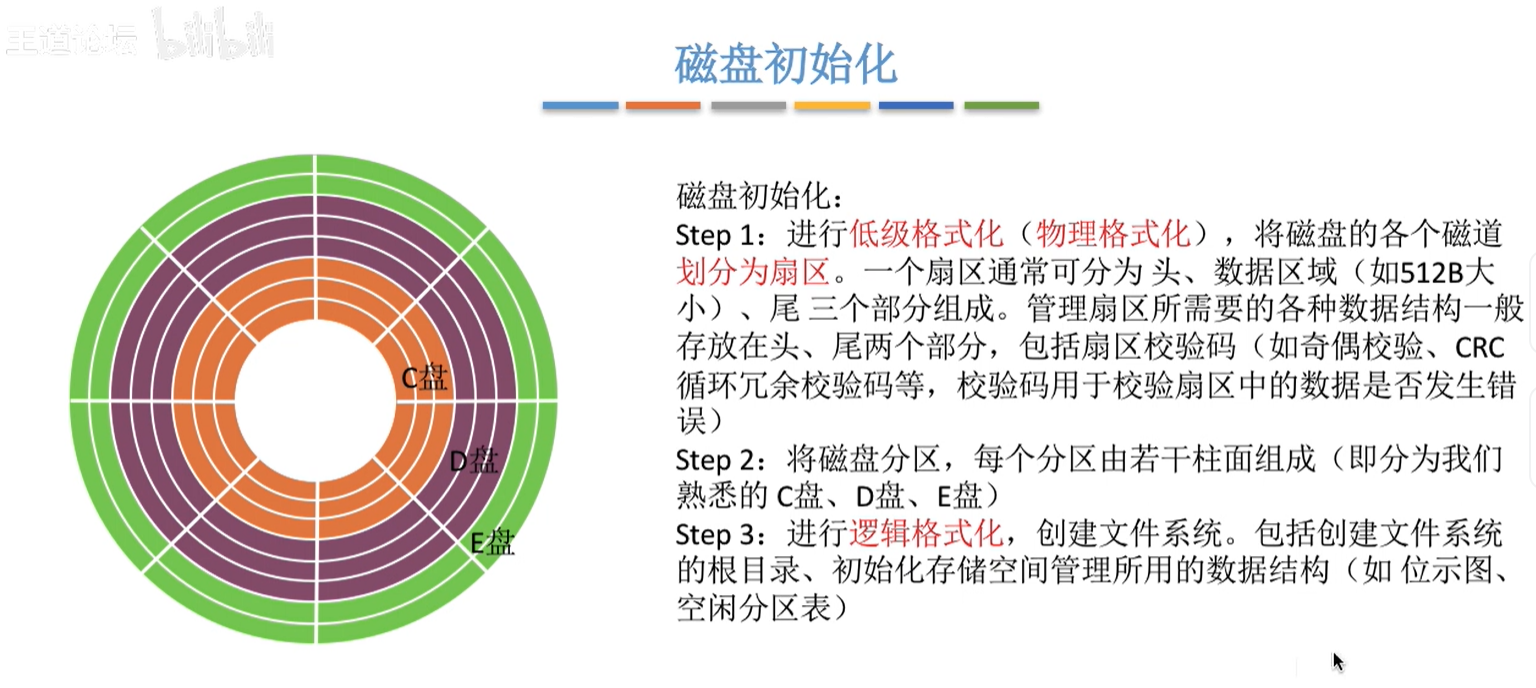 王道论坛 bilibili
磁盘初始化
磁盘初始化：
Step 1：进行低级格式化（物理格式化），将磁盘的各个磁道
划分为扇区。一个扇区通常可分为 头、数据区域（如512B大
小）、尾 三个部分组成。管理扇区所需要的各种数据结构一般
存放在头、尾两个部分，包括扇区校验码（如奇偶校验、CRC
循环冗余校验码等，校验码用于校验扇区中的数据是否发生错
误）
Step 2：将磁盘分区，每个分区由若干柱面组成（即分为我们
熟悉的 C盘、D盘、E盘）
Step 3：进行逻辑格式化，创建文件系统。包括创建文件系统
的根目录、初始化存储空间管理所用的数据结构（如 位示图、
空闲分区表）
C盘
D盘
E盘